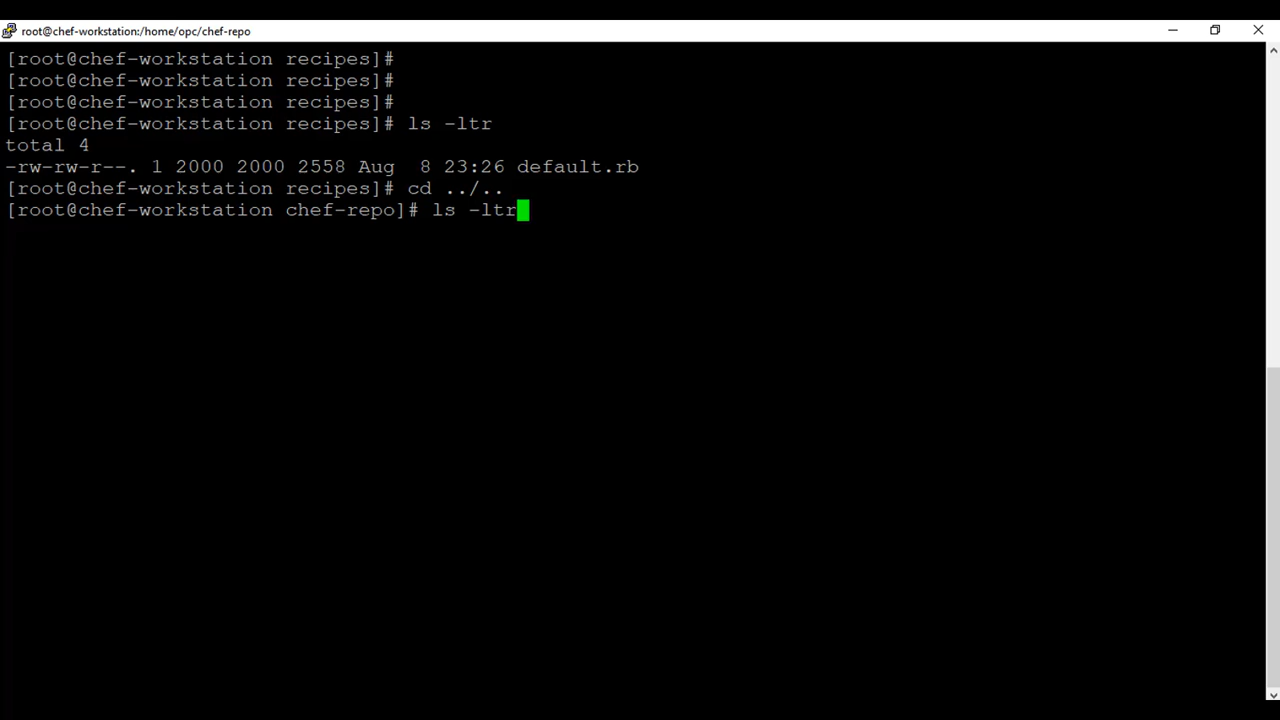 root@chef-workstation:/home/opc/chef-repo
[root@chef-workstation recipes]#
[root@chef-workstation recipes]#
[root@chef-workstation recipes]#
[root@chef-workstation recipes]# ls -ltr
total 4
-rw-rw-r--. 1 2000 2000 2558 Aug  8 23:26 default.rb
[root@chef-workstation recipes]# cd ../..
[root@chef-workstation chef-repo]# ls -ltr